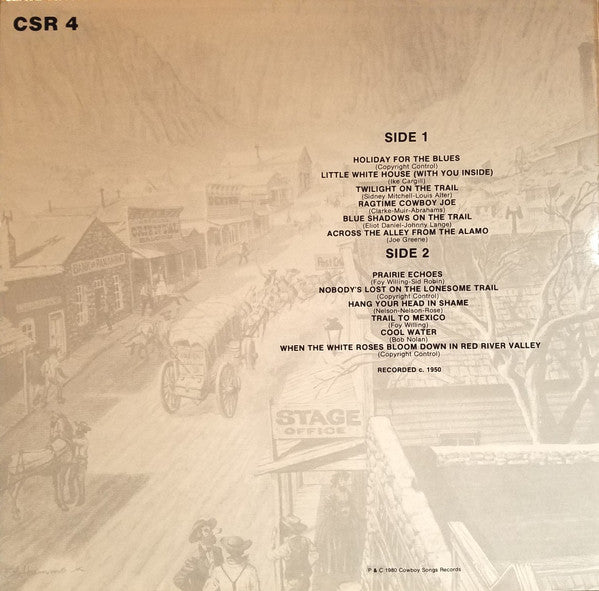 CSR 4
SIDE 1
HOLIDAY FOR THE BLUES
(Copyright Control)
LITTLE WHITE HOUSE (WITH YOU INSIDE)
(Ike Cargill)
TWILIGHT ON THE TRAIL
(Sidney Mitchell-Louis Alter)
RAGTIME COWBOY JOE
(Clarke-Muir-Abrahams)
BLUE SHADOWS ON THE TRAIL
(Eliot Daniel-Johnny Lange)
ACROSS THE ALLEY FROM THE ALAMO
(Joe Greene)
SIDE 2
PRAIRIE ECHOES
(Foy Willing-Sid Robin)
NOBODY'S LOST ON THE LONESOME TRAIL
(Copyright Control)
HANG YOUR HEAD IN SHAME
(Nelson-Nelson-Rose)
TRAIL TO MEXICO
(Foy Willing)
COOL WATER
(Bob Nolan)
WHEN THE WHITE ROSES BLOOM DOWN IN RED RIVER VALLEY
(Copyright Control)
RECORDED c. 1950
ORIENTAL
STAGE
OFFICE
P & C 1980 Cowboy Songs Records